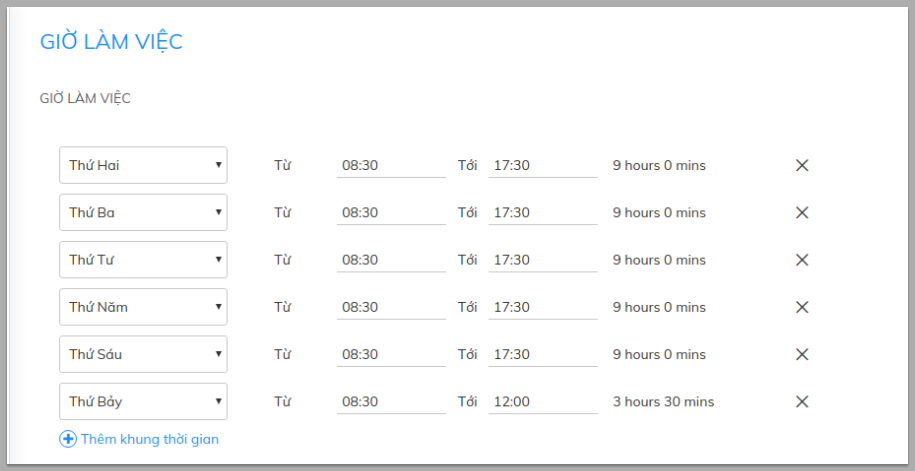 GIỜ LÀM VIỆC
GIỜ LÀM VIỆC
Thứ Hai Từ 08:30 Tới 17:30 9 hours 0 mins
Thứ Ba Từ 08:30 Tới 17:30 9 hours 0 mins
Thứ Tư Từ 08:30 Tới 17:30 9 hours 0 mins
Thứ Năm Từ 08:30 Tới 17:30 9 hours 0 mins
Thứ Sáu Từ 08:30 Tới 17:30 9 hours 0 mins
Thứ Bảy Từ 08:30 Tới 12:00 3 hours 30 mins
Thêm khung thời gian